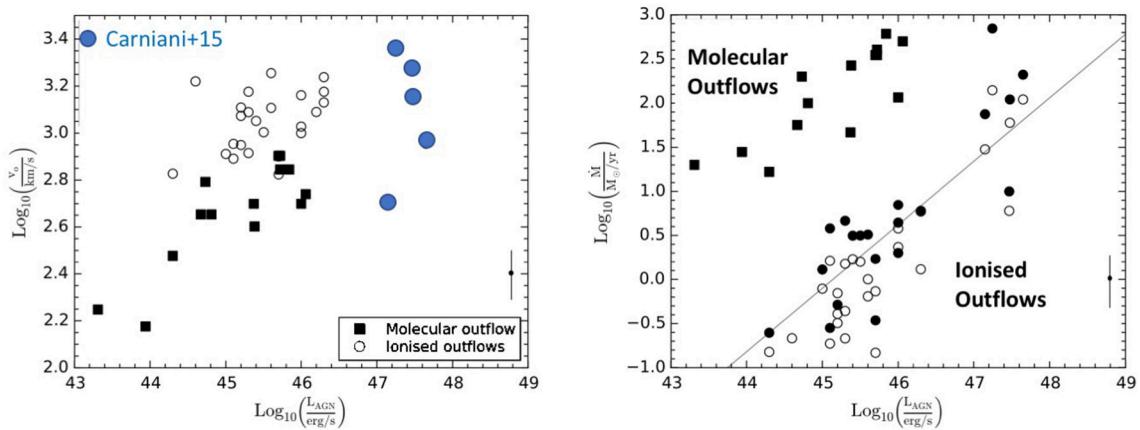 Carniani+15
3.4
3.2
3.0
2.8
2.6
2.4
2.2
2.0
Log₁₀(v₀/km/s)
Molecular outflow
Ionised outflows
43 44 45 46 47 48 49
Log₁₀(L_AGN/erg/s)
3.0
2.5
2.0
1.5
1.0
0.5
0.0
−0.5
−1.0
Log₁₀(Ṁ/M⊙/yr)
Molecular
Outflows
Ionised
Outflows
43 44 45 46 47 48 49
Log₁₀(L_AGN/erg/s)